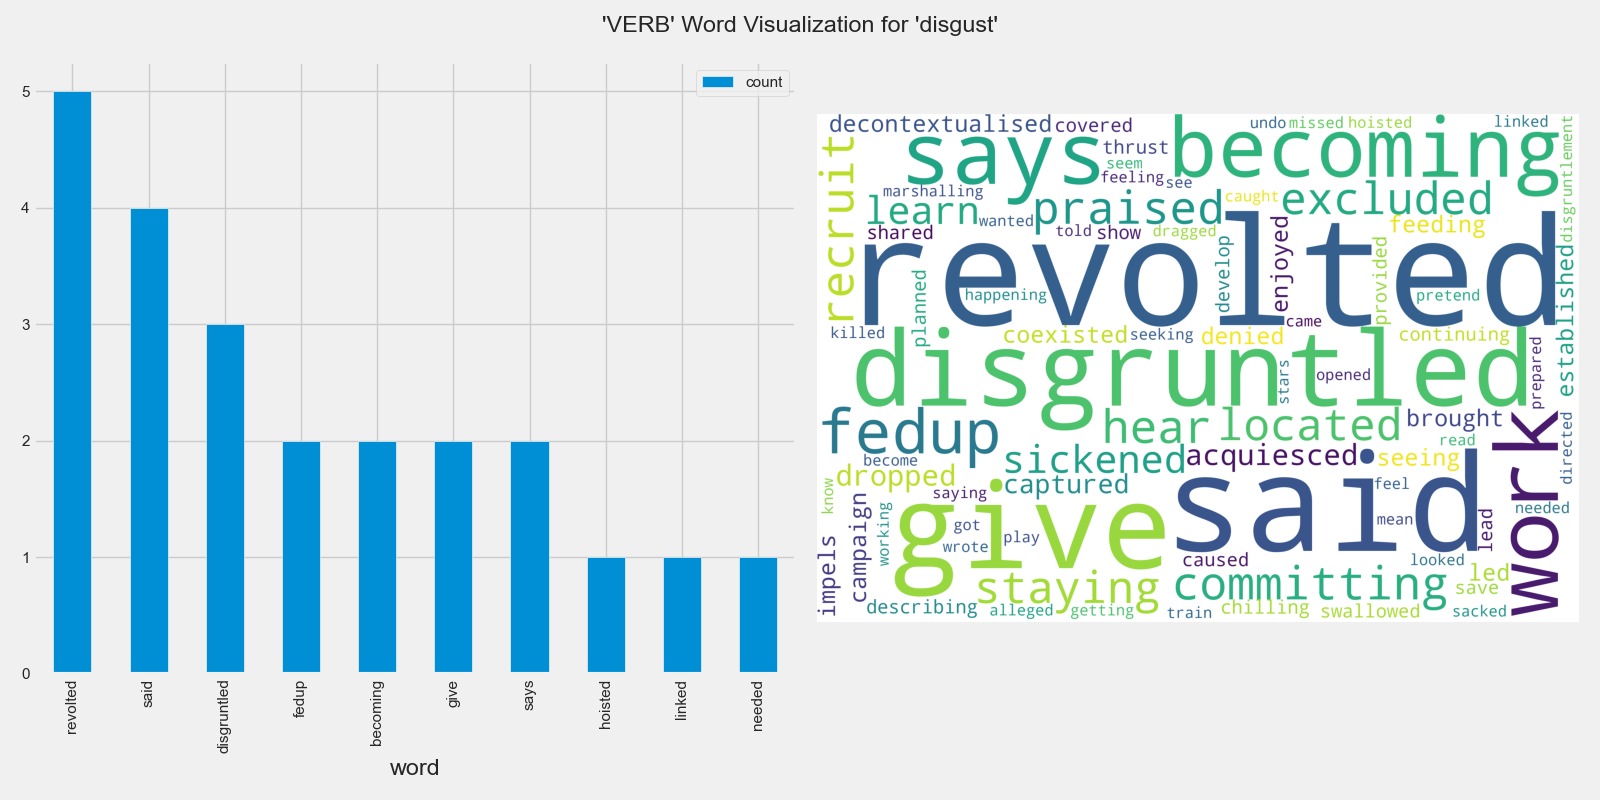 'VERB' Word Visualization for 'disgust'
count
5
4
3
2
1
0
revolted
said
disgruntled
fedup
becoming
give
says
hoisted
linked
needed
word
decontextualised
covered
says
becoming
undo
missed
hoisted
linked
disgruntlement
recruit
thrust
seem
feeling
see
marshalling
learn
wanted
praised
caught
excluded
shared
told
show
dragged
feeding
revolted
develop
enjoyed
provided
planned
happening
pretend
established
killed
came
coexisted
seeking
denied
continuing
disgruntled
stars
opened
prepared
fedup
hear
located
brought
work
read
directed
become
sickened
acquiesced
seeing
dropped
know
saying
captured
give
said
feel
campaign
working
got
wrote
play
mean
lead
needed
impels
caused
looked
staying
committing
led
save
describing
alleged
getting
train
chilling
swallowed
sacked